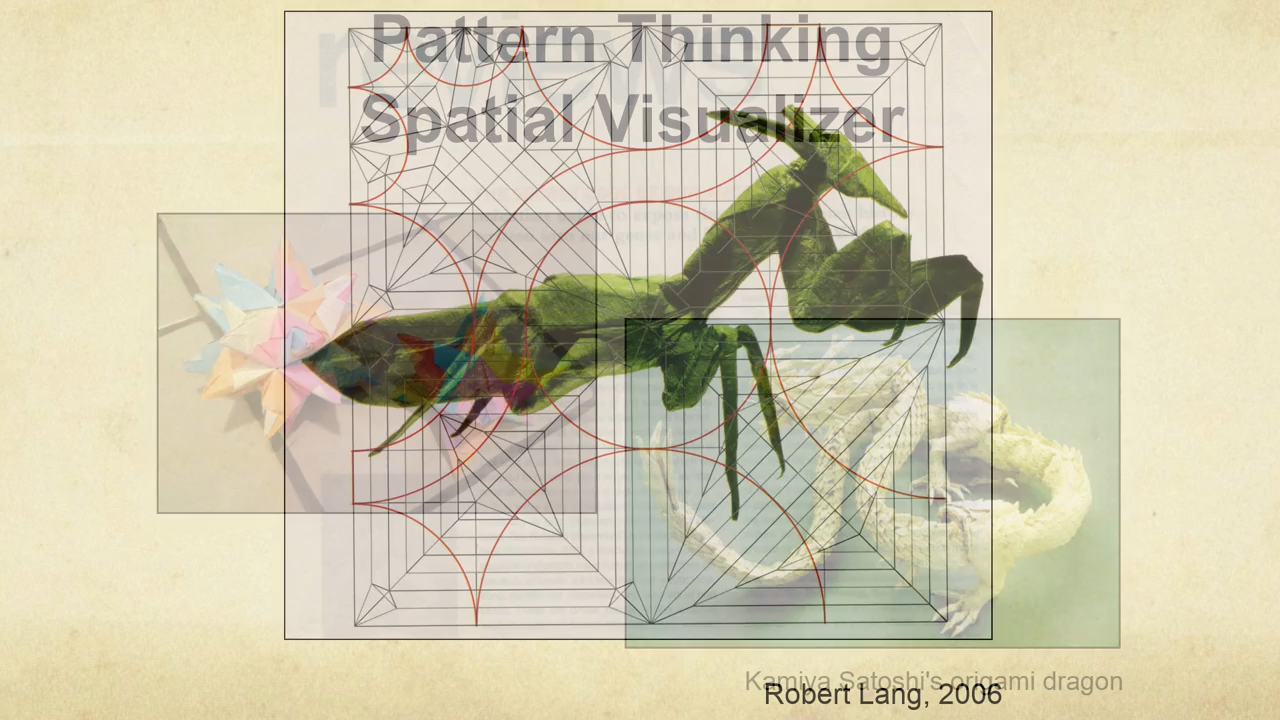 Pattern Thinking
Spatial Visualizer
Kamiya Satoshi's origami dragon
Robert Lang, 2006